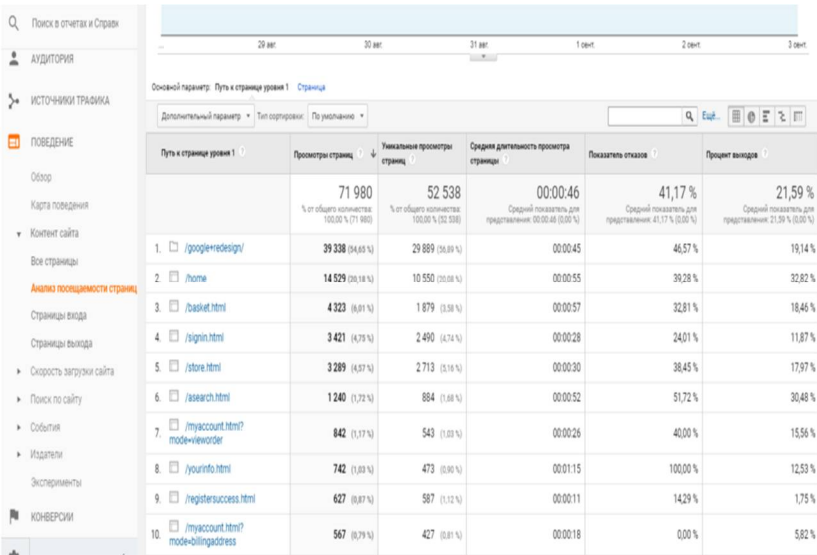 Поиск в отчетах и Справк
АУДИТОРИЯ
ИСТОЧНИКИ ТРАФИКА
ПОВЕДЕНИЕ
Обзор
Карта поведения
Контент сайта
Все страницы
Анализ посещаемости страниц
Страницы входа
Страницы выхода
Скорость загрузки сайта
Поиск по сайту
События
Издатели
Эксперименты
КОНВЕРСИИ
... 29 авг. 30 авг. 31 авг. 1 сент. 2 сент. 3 сент.
Основной параметр: Путь к странице уровня 1 Страница
Дополнительный параметр Тип сортировки: По умолчанию Ещё...
Путь к странице уровня 1 ? Просмотры страниц ? ↓ Уникальные просмотры страниц ? Средняя длительность просмотра страницы ? Показатель отказов ? Процент выходов ?
71 980 52 538 00:00:46 41,17 % 21,59 %
% от общего количества: 100,00 % (71 980) % от общего количества: 100,00 % (52 538) Средний показатель для представления: 00:00:46 (0,00 %) Средний показатель для представления: 41,17 % (0,00 %) Средний показатель для представления: 21,59 % (0,00 %)
1. /google+redesign/ 39 338 (54,65 %) 29 889 (56,89 %) 00:00:45 46,57 % 19,14 %
2. /home 14 529 (20,18 %) 10 550 (20,08 %) 00:00:55 39,28 % 32,82 %
3. /basket.html 4 323 (6,01 %) 1 879 (3,58 %) 00:00:57 32,81 % 18,46 %
4. /signin.html 3 421 (4,75 %) 2 490 (4,74 %) 00:00:28 24,01 % 11,87 %
5. /store.html 3 289 (4,57 %) 2 713 (5,16 %) 00:00:30 38,45 % 17,97 %
6. /asearch.html 1 240 (1,72 %) 884 (1,68 %) 00:00:52 51,72 % 30,48 %
7. /myaccount.html?mode=vieworder 842 (1,17 %) 543 (1,03 %) 00:00:26 40,00 % 15,56 %
8. /yourinfo.html 742 (1,03 %) 473 (0,90 %) 00:01:15 100,00 % 12,53 %
9. /registersuccess.html 627 (0,87 %) 587 (1,12 %) 00:00:11 14,29 % 1,75 %
10. /myaccount.html?mode=billingaddress 567 (0,79 %) 427 (0,81 %) 00:00:18 0,00 % 5,82 %